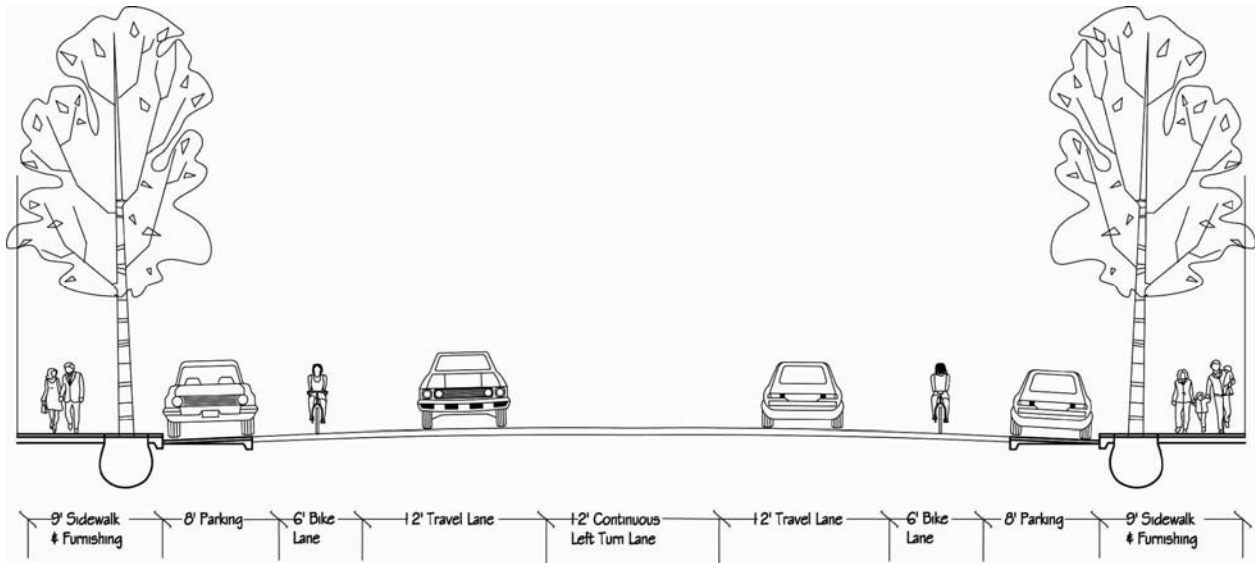 9' Sidewalk
& Furnishing
8' Parking
6' Bike
Lane
12' Travel Lane
12' Continuous
Left Turn Lane
12' Travel Lane
6' Bike
Lane
8' Parking
9' Sidewalk
& Furnishing